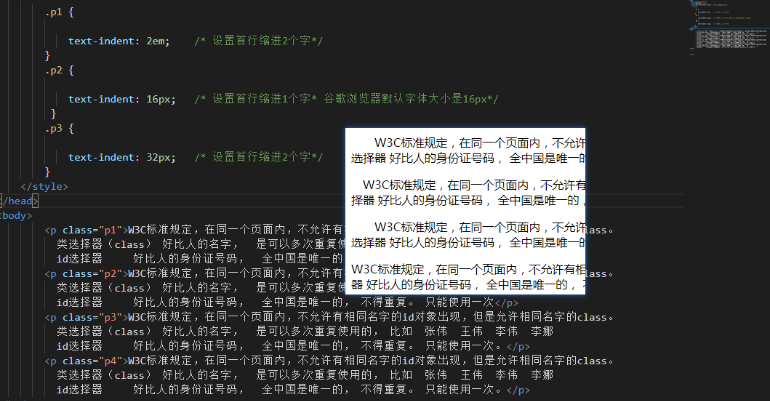 .p1 {
text-indent: 2em;    /* 设置首行缩进2个字*/
}
.p2 {
text-indent: 16px;   /* 设置首行缩进1个字* 谷歌浏览器默认字体大小是16px*/
}
.p3 {
text-indent: 32px;   /* 设置首行缩进2个字*/
}
</style>
/head>
<body>
<p class="p1">W3C标准规定，在同一个页面内，不允许有
class。
类选择器（class） 好比人的名字，  是可以多次重复使
id选择器     好比人的身份证号码，  全中国是唯一的
<p class="p2">W3C标准规定，在同一个页面内，不允许有
class。
类选择器（class） 好比人的名字，  是可以多次重复使
id选择器     好比人的身份证号码，  全中国是唯一的， 不得重复。 只能使用一次</p>
<p class="p3">W3C标准规定，在同一个页面内，不允许有相同名字的id对象出现，但是允许相同名字的class。
类选择器（class） 好比人的名字，  是可以多次重复使用的， 比如  张伟  王伟  李伟  李娜
id选择器     好比人的身份证号码，  全中国是唯一的， 不得重复。 只能使用一次。</p>
<p class="p4">W3C标准规定，在同一个页面内，不允许有相同名字的id对象出现，但是允许相同名字的class。
类选择器（class） 好比人的名字，  是可以多次重复使用的， 比如  张伟  王伟  李伟  李娜
id选择器     好比人的身份证号码，  全中国是唯一的， 不得重复。 只能使用一次。</p>
W3C标准规定，在同一个页面内，不允许
选择器 好比人的身份证号码， 全中国是唯一的
W3C标准规定，在同一个页面内，不允许有
择器 好比人的身份证号码， 全中国是唯一的，
W3C标准规定，在同一个页面内，不允许
选择器 好比人的身份证号码， 全中国是唯一的
W3C标准规定，在同一个页面内，不允许有相
器 好比人的身份证号码， 全中国是唯一的，